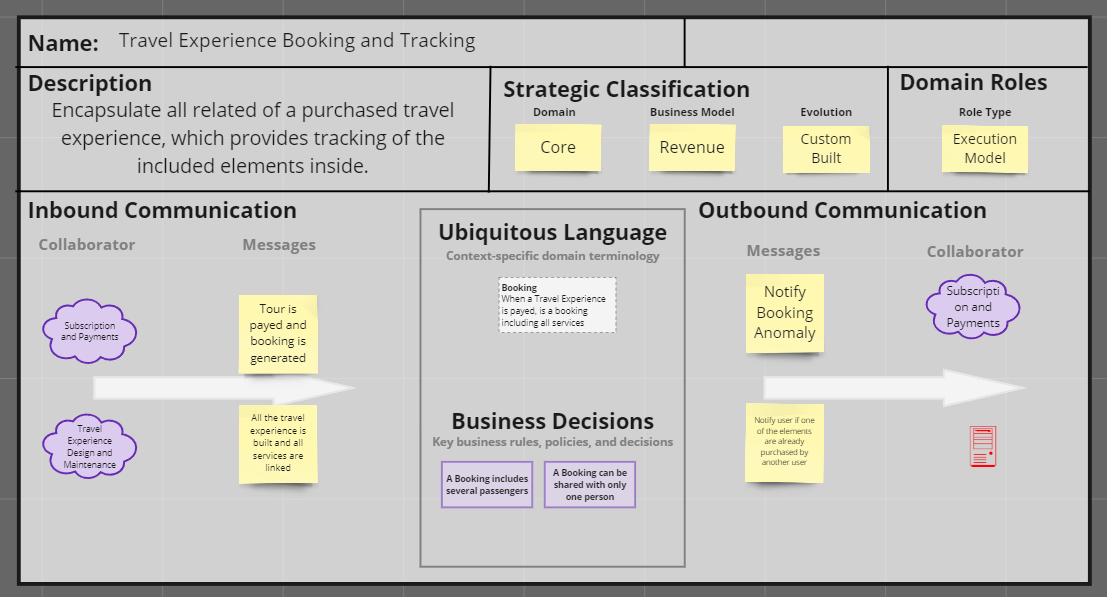 Name: Travel Experience Booking and Tracking
Description
Encapsulate all related of a purchased travel
experience, which provides tracking of the
included elements inside.
Strategic Classification
Domain
Business Model
Evolution
Core
Revenue
Custom
Built
Domain Roles
Role Type
Execution
Model
Inbound Communication
Collaborator
Messages
Subscription
and Payments
Tour is
payed and
booking is
generated
Travel
Experience
Design and
Maintenance
All the travel
experience is
built and all
services are
linked
Ubiquitous Language
Context-specific domain terminology
Booking
When a Travel Experience
is payed, is a booking
including all services
Business Decisions
Key business rules, policies, and decisions
A Booking includes
several passengers
A Booking can be
shared with only
one person
Outbound Communication
Messages
Collaborator
Notify
Booking
Anomaly
Subscripti
on and
Payments
Notify user if one
of the elements
are already
purchased by
another user